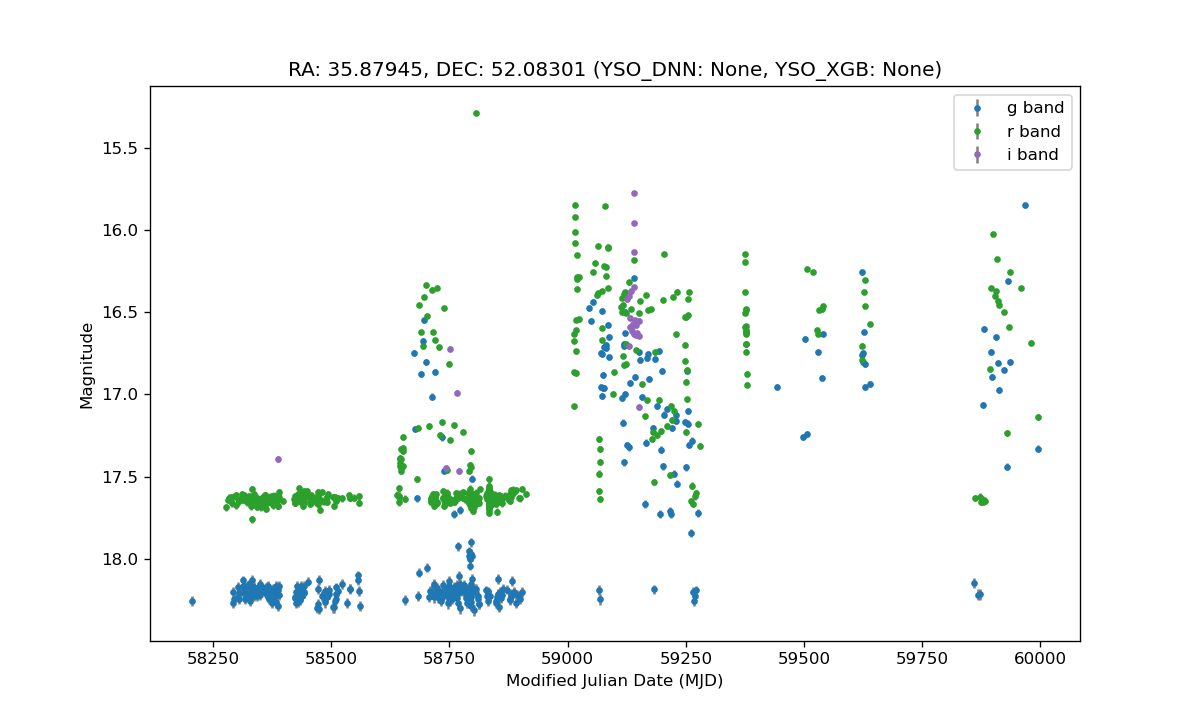 RA: 35.87945, DEC: 52.08301 (YSO_DNN: None, YSO_XGB: None)
g band
r band
i band
15.5
16.0
16.5
17.0
17.5
18.0
Magnitude
58250 58500 58750 59000 59250 59500 59750 60000
Modified Julian Date (MJD)